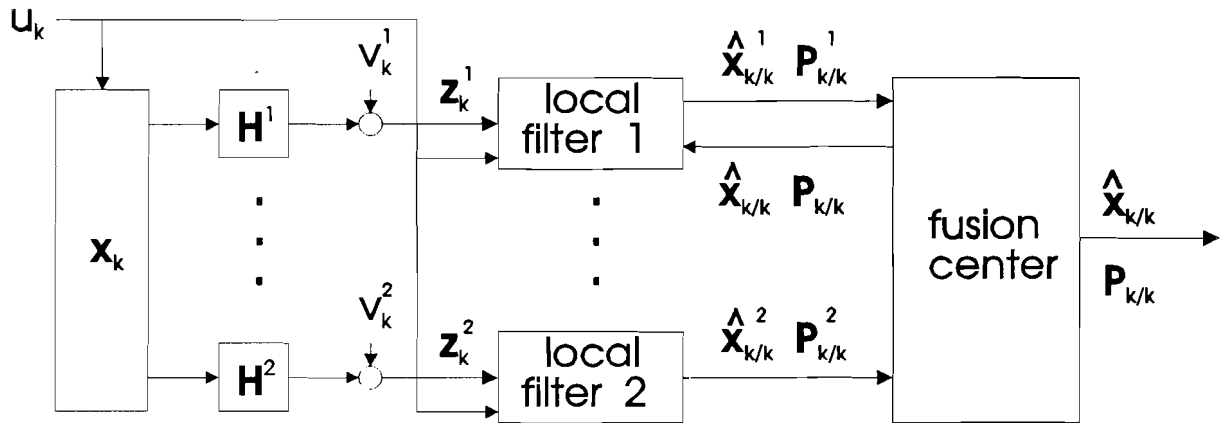 u_k
v_k^1
z_k^1
x̂_{k/k}^1 P_{k/k}^1
H^1
local
filter 1
x̂_{k/k} P_{k/k}
x_k
fusion
center
x̂_{k/k}
P_{k/k}
v_k^2
z_k^2
x̂_{k/k}^2 P_{k/k}^2
H^2
local
filter 2